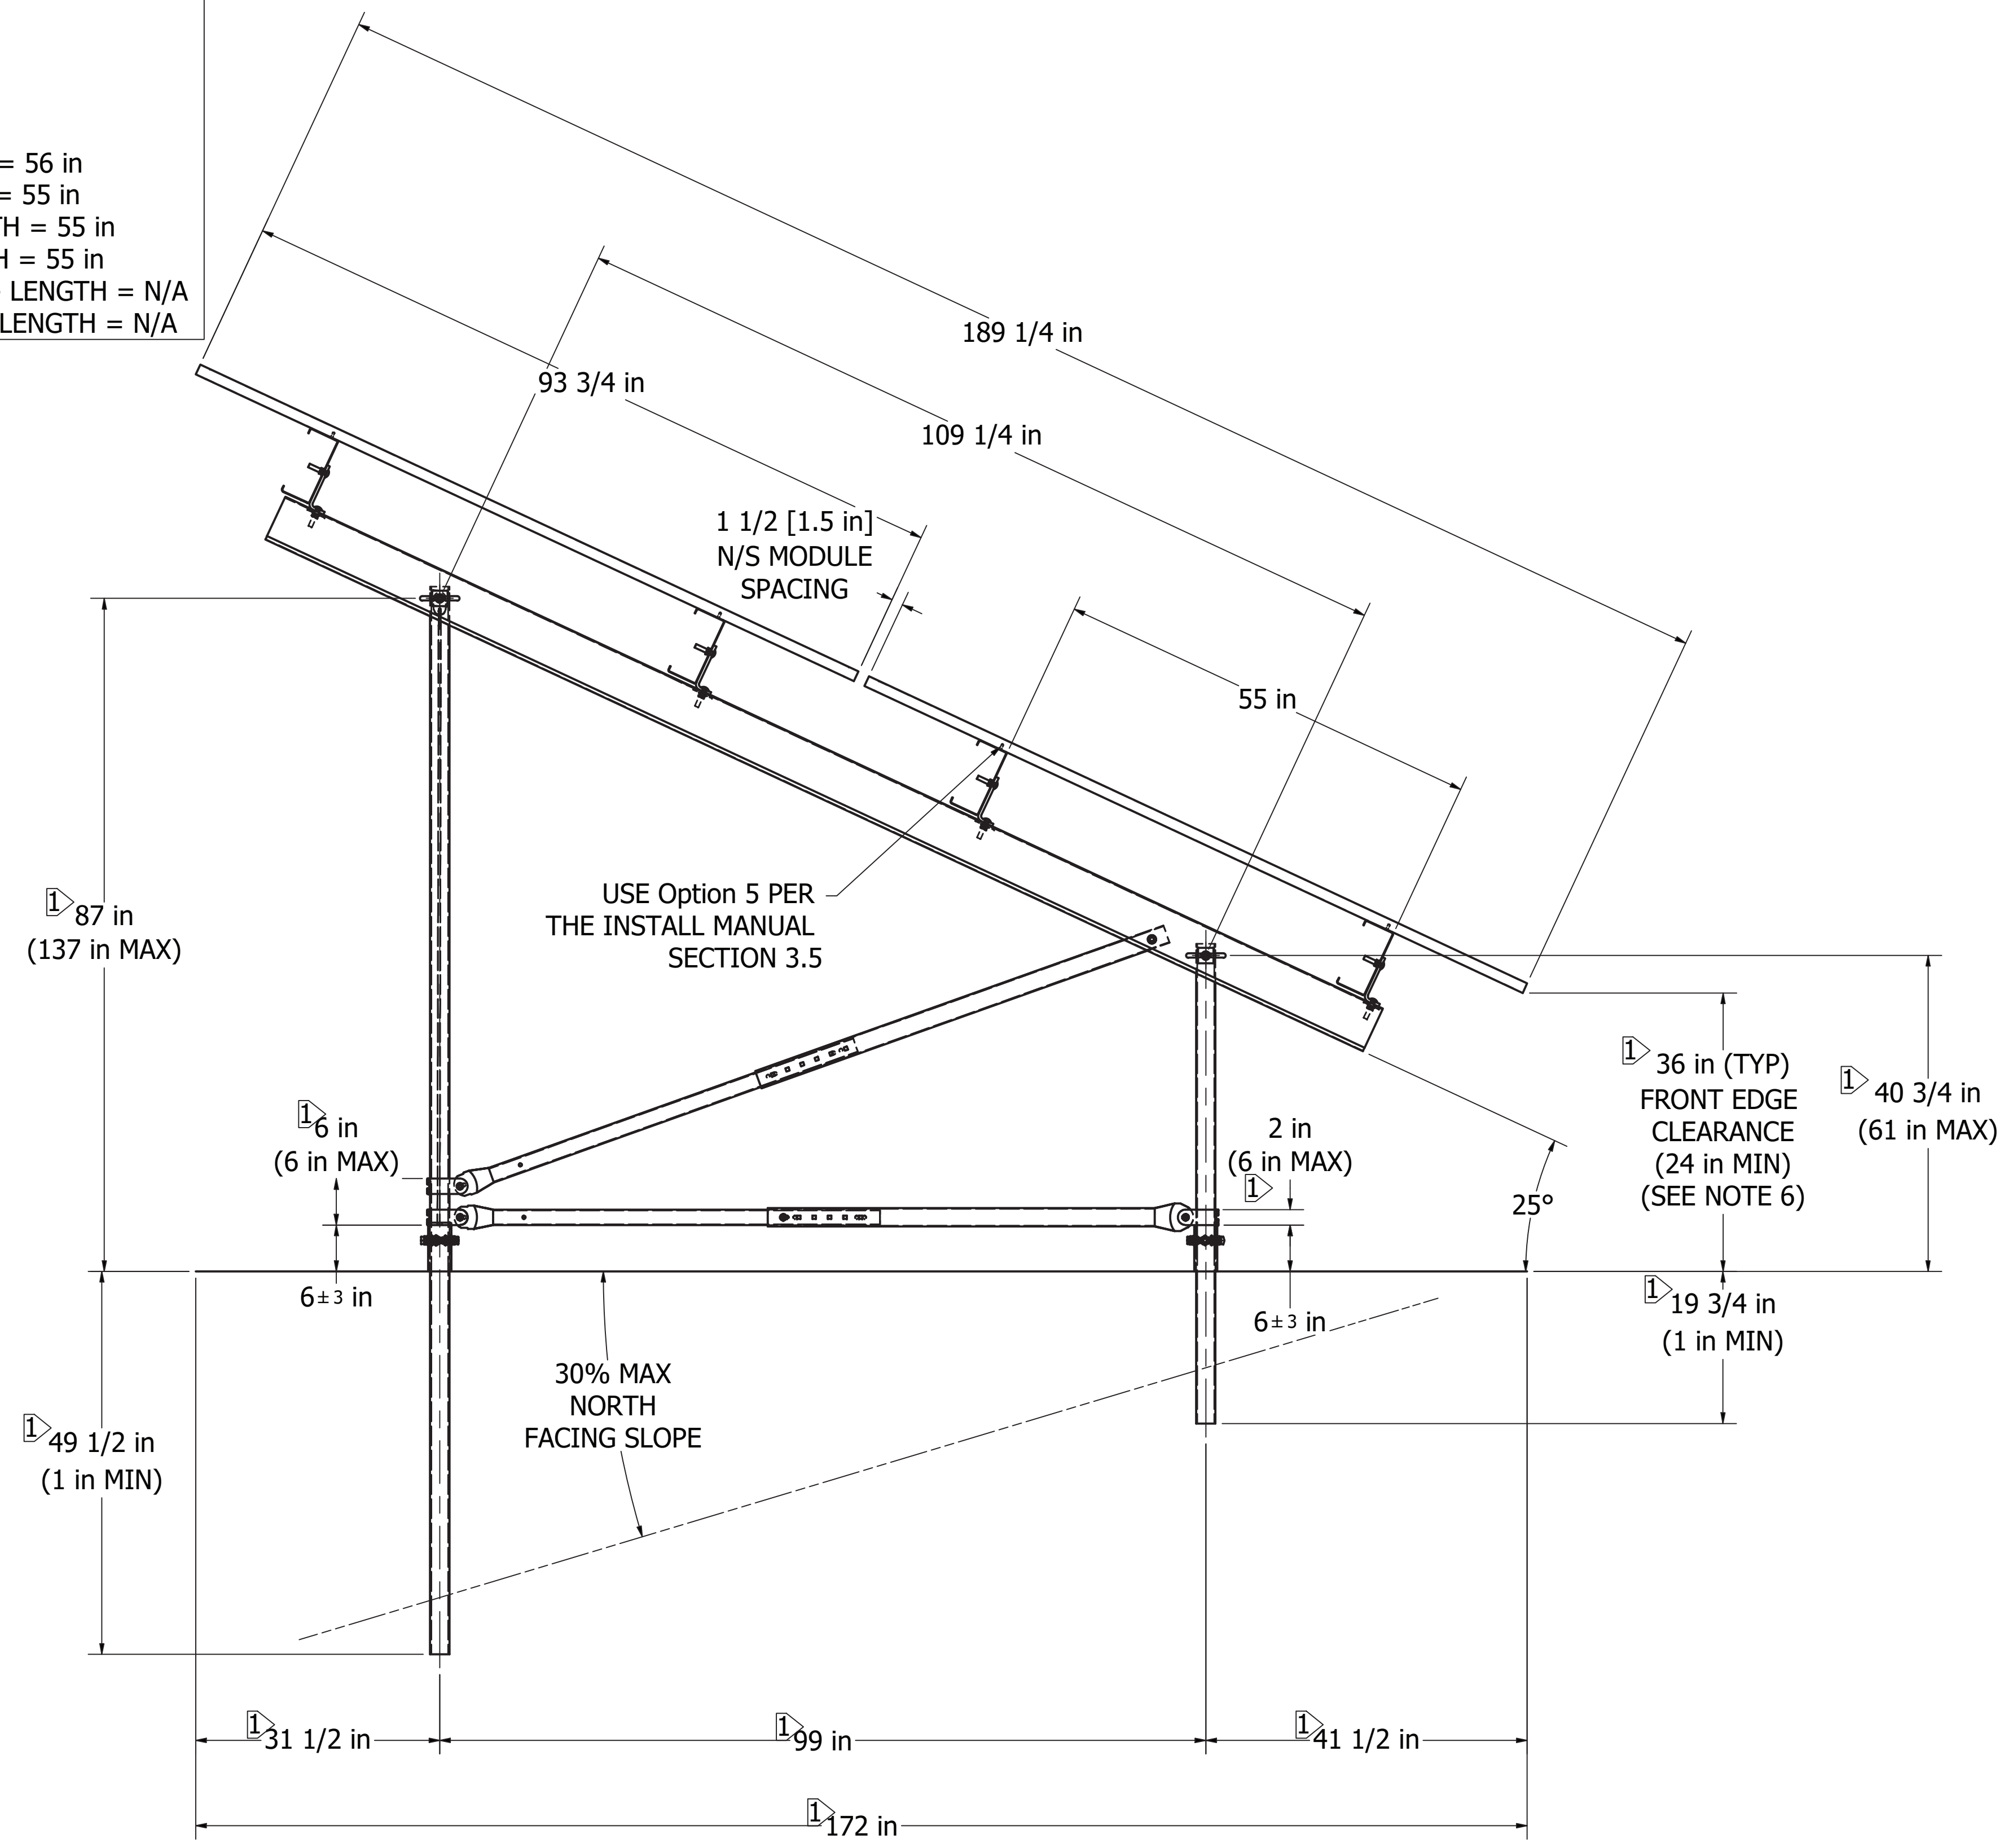 = 56 in
= 55 in
TH = 55 in
H = 55 in
LENGTH = N/A
LENGTH = N/A
189 1/4 in
93 3/4 in
109 1/4 in
1 1/2 [1.5 in]
N/S MODULE
SPACING
55 in
USE Option 5 PER
THE INSTALL MANUAL
SECTION 3.5
1
87 in
(137 in MAX)
1
36 in (TYP)
FRONT EDGE
CLEARANCE
(24 in MIN)
(SEE NOTE 6)
1
40 3/4 in
(61 in MAX)
1
6 in
(6 in MAX)
2 in
(6 in MAX)
1
25°
6±3 in
6±3 in
1
19 3/4 in
(1 in MIN)
30% MAX
NORTH
FACING SLOPE
1
49 1/2 in
(1 in MIN)
1
31 1/2 in
1
99 in
1
41 1/2 in
1
172 in